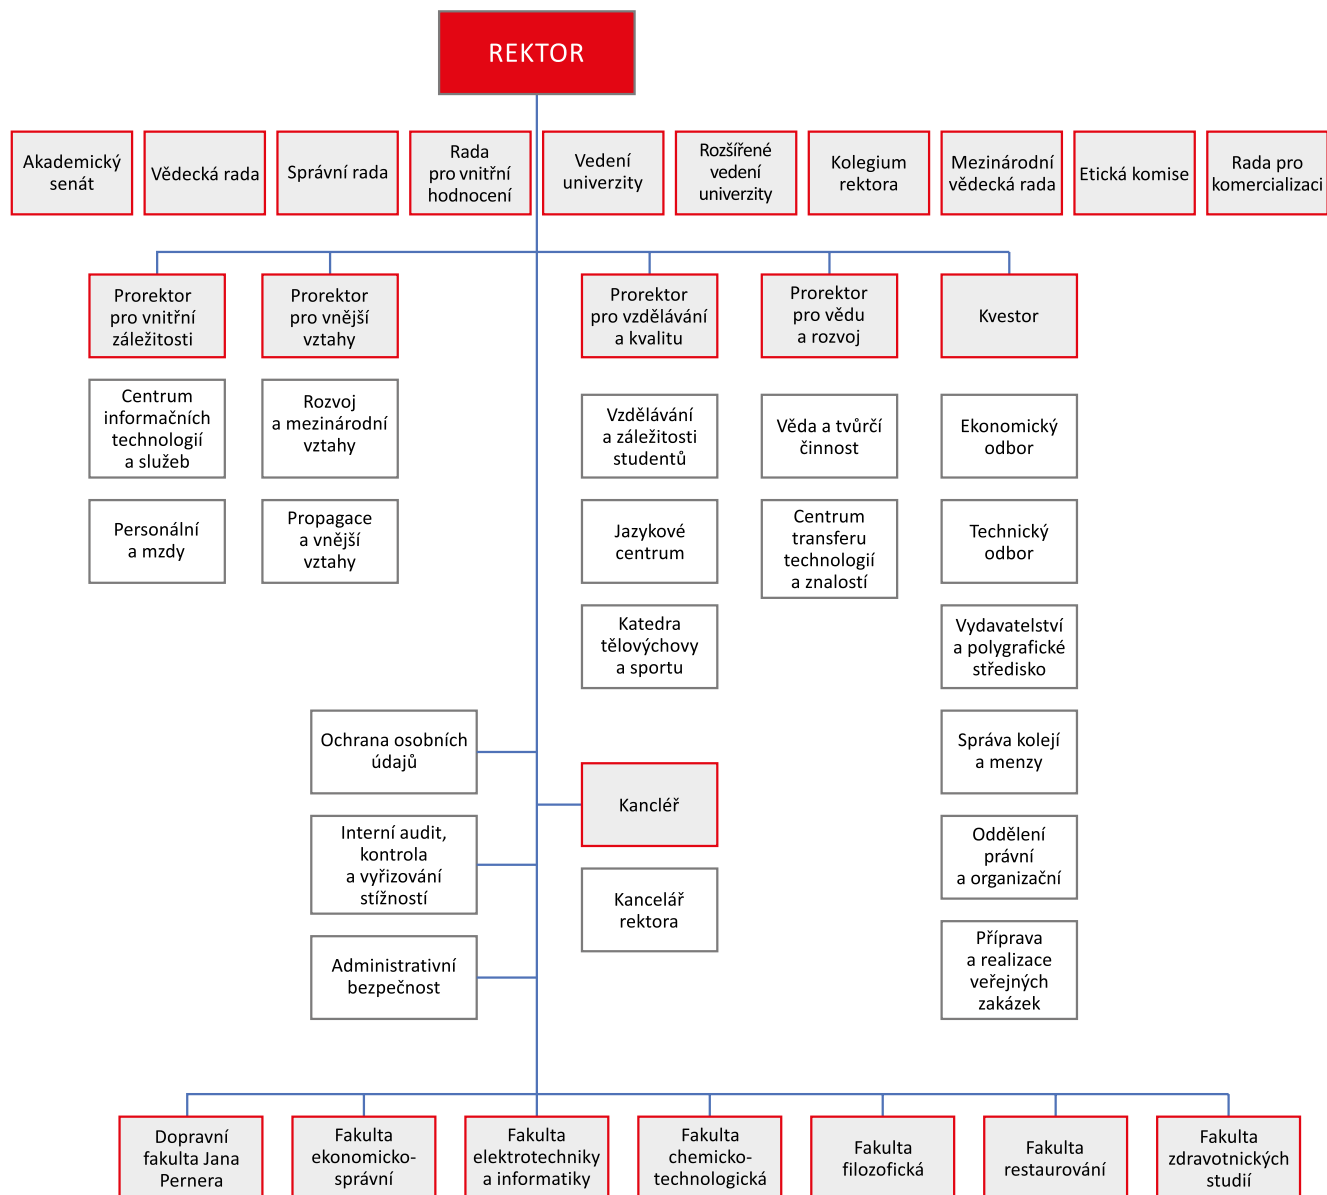 REKTOR
Akademický
senát
Vědecká rada
Správní rada
Rada
pro vnitřní
hodnocení
Vedení
univerzity
Rozšířené
vedení
univerzity
Kolegium
rektora
Mezinárodní
vědecká rada
Etická komise
Rada pro
komercializaci
Prorektor
pro vnitřní
záležitosti
Prorektor
pro vnější
vztahy
Prorektor
pro vzdělávání
a kvalitu
Prorektor
pro vědu
a rozvoj
Kvestor
Centrum
informačních
technologií
a služeb
Rozvoj
a mezinárodní
vztahy
Vzdělávání
a záležitosti
studentů
Věda a tvůrčí
činnost
Ekonomický
odbor
Personální
a mzdy
Propagace
a vnější
vztahy
Jazykové
centrum
Centrum
transferu
technologií
a znalostí
Technický
odbor
Katedra
tělovýchovy
a sportu
Vydavatelství
a polygrafické
středisko
Ochrana osobních
údajů
Správa kolejí
a menzy
Kancléř
Interní audit,
kontrola
a vyřizování
stížností
Oddělení
právní
a organizační
Kancelář
rektora
Administrativní
bezpečnost
Příprava
a realizace
veřejných
zakázek
Dopravní
fakulta Jana
Pernera
Fakulta
ekonomicko-
správní
Fakulta
elektrotechniky
a informatiky
Fakulta
chemicko-
technologická
Fakulta
filozofická
Fakulta
restaurování
Fakulta
zdravotnických
studií